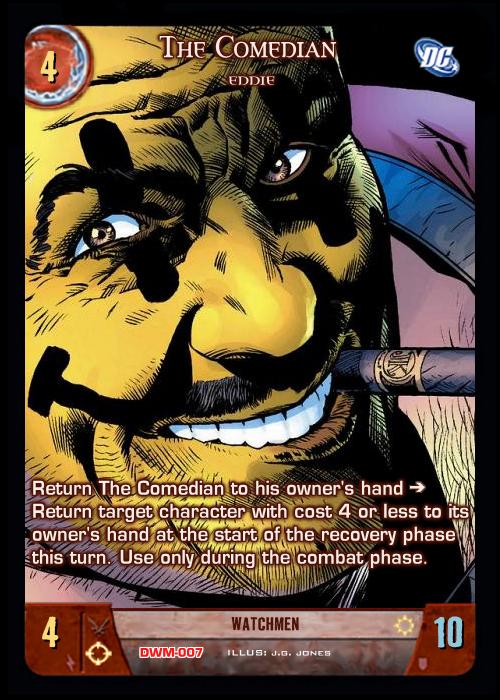 4
THE COMEDIAN
DC
EDDIE
Return The Comedian to his owner's hand ➔
Return target character with cost 4 or less to its
owner's hand at the start of the recovery phase
this turn. Use only during the combat phase.
4
WATCHMEN
10
DWM-007
ILLUS: J.G. JONES